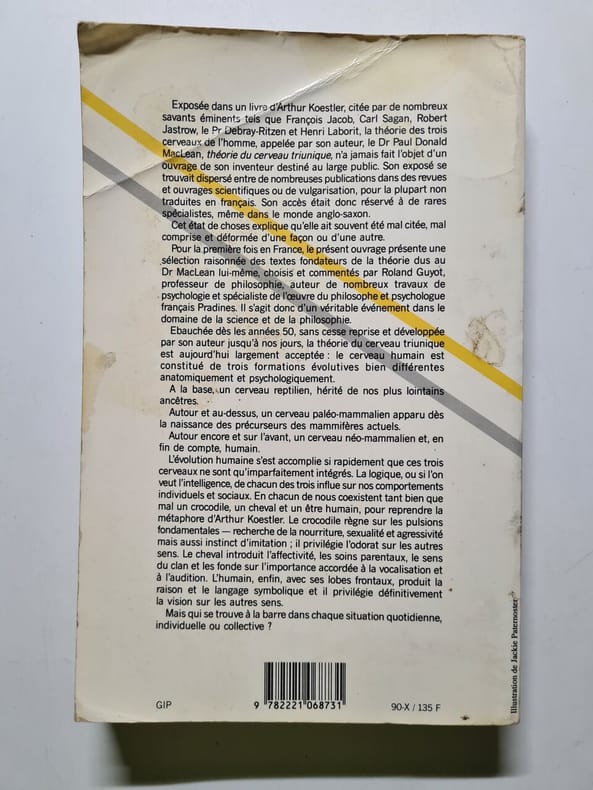 Exposée dans un livre d'Arthur Koestler, citée par de nombreux
savants éminents tels que François Jacob, Carl Sagan, Robert
Jastrow, le Pr Debray-Ritzen et Henri Laborit, la théorie des trois
cerveaux de l'homme, appelée par son auteur, le Dr Paul Donald
MacLean, théorie du cerveau triunique, n'a jamais fait l'objet d'un
ouvrage de son inventeur destiné au large public. Son exposé se
trouvait dispersé entre de nombreuses publications dans des revues
et ouvrages scientifiques ou de vulgarisation, pour la plupart non
traduites en français. Son accès était donc réservé à de rares
spécialistes, même dans le monde anglo-saxon.
Cet état de choses explique qu'elle ait souvent été mal citée, mal
comprise et déformée d'une façon ou d'une autre.
Pour la première fois en France, le présent ouvrage présente une
sélection raisonnée des textes fondateurs de la théorie dus au
Dr MacLean lui-même, choisis et commentés par Roland Guyot,
professeur de philosophie, auteur de nombreux travaux de
psychologie et spécialiste de l'œuvre du philosophe et psychologue
français Pradines. Il s'agit donc d'un véritable événement dans le
domaine de la science et de la philosophie.
Ebauchée dès les années 50, sans cesse reprise et développée
par son auteur jusqu'à nos jours, la théorie du cerveau triunique
est aujourd'hui largement acceptée : le cerveau humain est
constitué de trois formations évolutives bien différentes
anatomiquement et psychologiquement.
A la base, un cerveau reptilien, hérité de nos plus lointains
ancêtres.
Autour et au-dessus, un cerveau paléo-mammalien apparu dès
la naissance des précurseurs des mammifères actuels.
Autour encore et sur l'avant, un cerveau néo-mammalien et, en
fin de compte, humain.
L'évolution humaine s'est accomplie si rapidement que ces trois
cerveaux ne sont qu'imparfaitement intégrés. La logique, ou si l'on
veut l'intelligence, de chacun des trois influe sur nos comportements
individuels et sociaux. En chacun de nous coexistent tant bien que
mal un crocodile, un cheval et un être humain, pour reprendre la
métaphore d'Arthur Koestler. Le crocodile règne sur les pulsions
fondamentales — recherche de la nourriture, sexualité et agressivité
mais aussi instinct d'imitation ; il privilégie l'odorat sur les autres
sens. Le cheval introduit l'affectivité, les soins parentaux, le sens
du clan et les fonde sur l'importance accordée à la vocalisation et
à l'audition. L'humain, enfin, avec ses lobes frontaux, produit la
raison et le langage symbolique et il privilégie définitivement
la vision sur les autres sens.
Mais qui se trouve à la barre dans chaque situation quotidienne,
individuelle ou collective ?
Illustration de Jackie Paternoster
GIP
9 782221 068731
90-X / 135 F